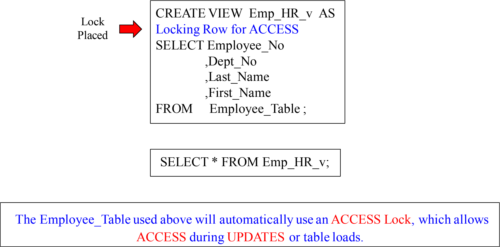 Lock
Placed
CREATE VIEW Emp_HR_v AS
Locking Row for ACCESS
SELECT Employee_No
,Dept_No
,Last_Name
,First_Name
FROM Employee_Table ;
SELECT * FROM Emp_HR_v;
The Employee_Table used above will automatically use an ACCESS Lock, which allows
ACCESS during UPDATES or table loads.